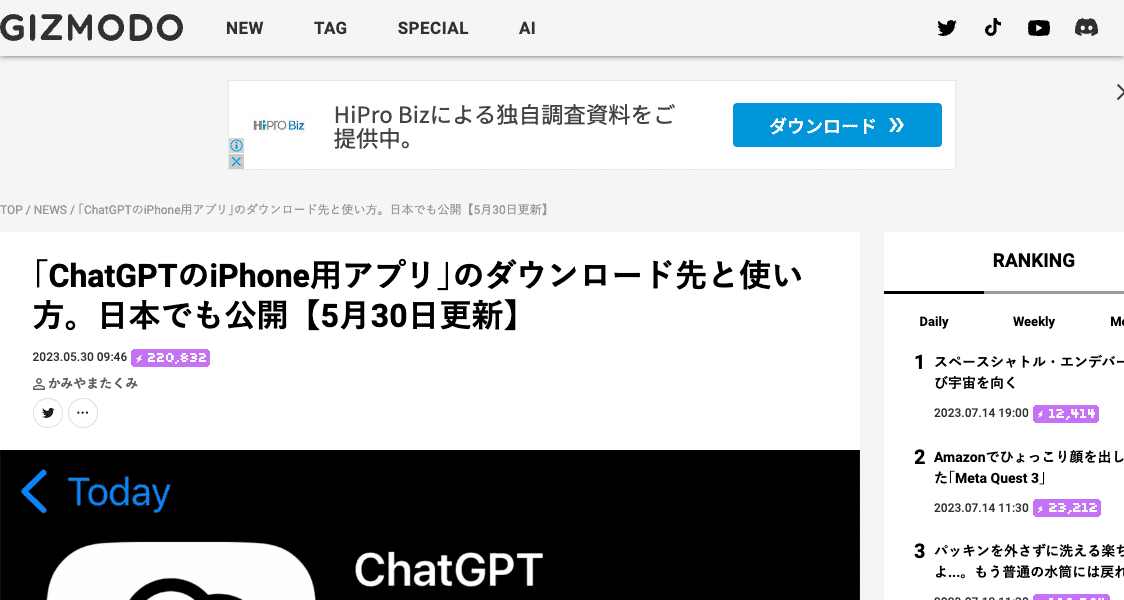 GIZMODO NEW TAG SPECIAL AI
HiPro Biz
HiPro Bizによる独自調査資料をご
提供中。
ダウンロード
TOP / NEWS / 「ChatGPTのiPhone用アプリ」のダウンロード先と使い方。日本でも公開【5月30日更新】
「ChatGPTのiPhone用アプリ」のダウンロード先と使い
方。日本でも公開【5月30日更新】
2023.05.30 09:46 220,832
かみやまたくみ
Today
ChatGPT
RANKING
Daily Weekly
1 スペースシャトル・エンデバー
び宇宙を向く
2023.07.14 19:00 12,414
2 Amazonでひょっこり顔を出し
た「Meta Quest 3」
2023.07.14 11:30 23,212
3 パッキンを外さずに洗える楽ち
よ…。もう普通の水筒には戻れ